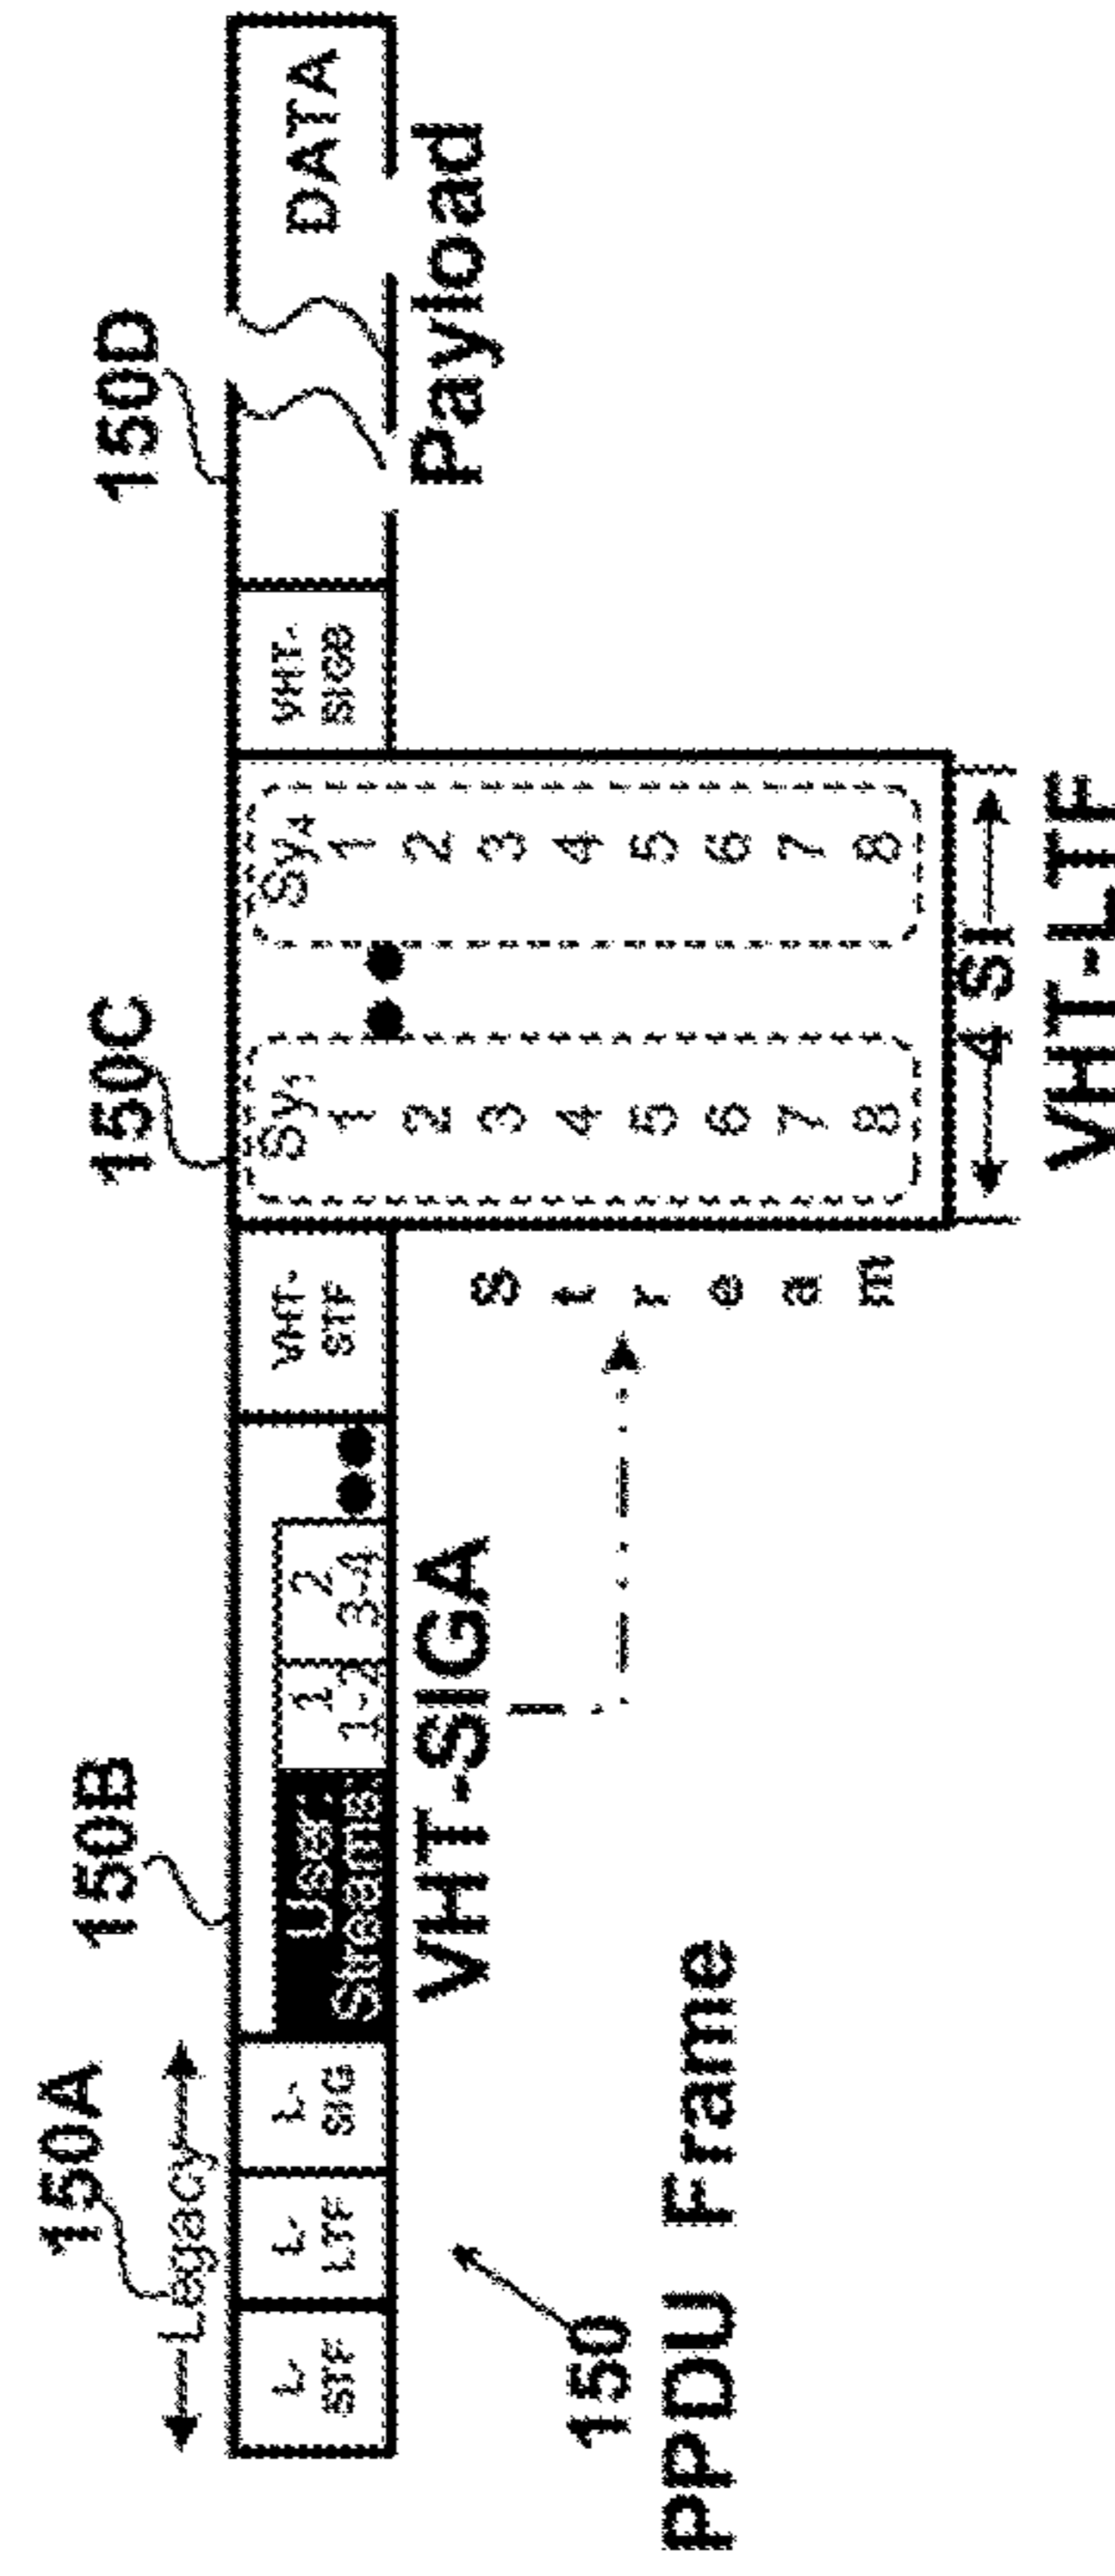 150A
Legacy
150B
150C
150D
L-
STF
L-
LTF
L-
SIG
User
Streams
1
1-2
2
3-4
VHT-
STF
Sy1
1
2
3
4
5
6
7
8
Sy4
1
2
3
4
5
6
7
8
VHT-
SIGB
DATA
VHT-SIGA
Stream
Payload
4 SI
VHT-LTF
150
PPDU Frame